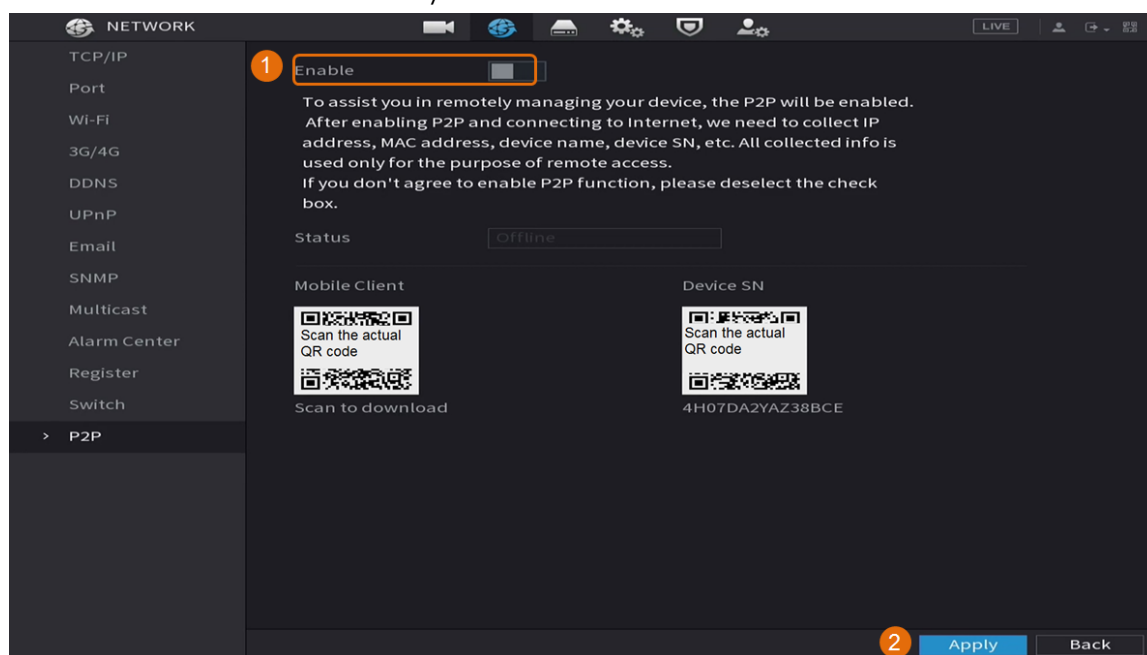 NETWORK
LIVE
TCP/IP
Port
Wi-Fi
3G/4G
DDNS
UPnP
Email
SNMP
Multicast
Alarm Center
Register
Switch
> P2P
1
Enable
To assist you in remotely managing your device, the P2P will be enabled.
After enabling P2P and connecting to Internet, we need to collect IP
address, MAC address, device name, device SN, etc. All collected info is
used only for the purpose of remote access.
If you don't agree to enable P2P function, please deselect the check
box.
Status Offline
Mobile Client
Scan the actual
QR code
Scan to download
Device SN
Scan the actual
QR code
4H07DA2YAZ38BCE
2
Apply
Back